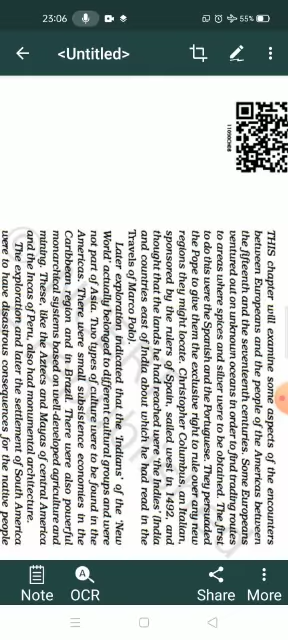 23:06
55%
<Untitled>
THIS chapter will examine some aspects of the encounters
between Europeans and the people of the Americas between
the fifteenth and the seventeenth centuries. Some Europeans
ventured out on unknown oceans in order to find trading routes
to areas where spices and silver were to be obtained. The first
to do this were the Spanish and the Portuguese. They persuaded
the Pope to give them the exclusive right to rule over any new
regions they might locate. Christopher Columbus, an Italian,
sponsored by the rulers of Spain, sailed west in 1492, and
thought that the lands he had reached were 'the Indies' (India
and countries east of India about which he had read in the
Travels of Marco Polo).
Later exploration indicated that the 'Indians' of the 'New
World' actually belonged to different cultural groups and were
not part of Asia. Two types of culture were to be found in the
Americas. There were small subsistence economies in the
Caribbean region and in Brazil. There were also powerful
monarchical systems based on well-developed agriculture and
mining. These, like the Aztecs and Mayas of central America
and the Incas of Peru, also had monumental architecture.
The exploration and later the settlement of South America
were to have disastrous consequences for the native people
Note
OCR
Share
More